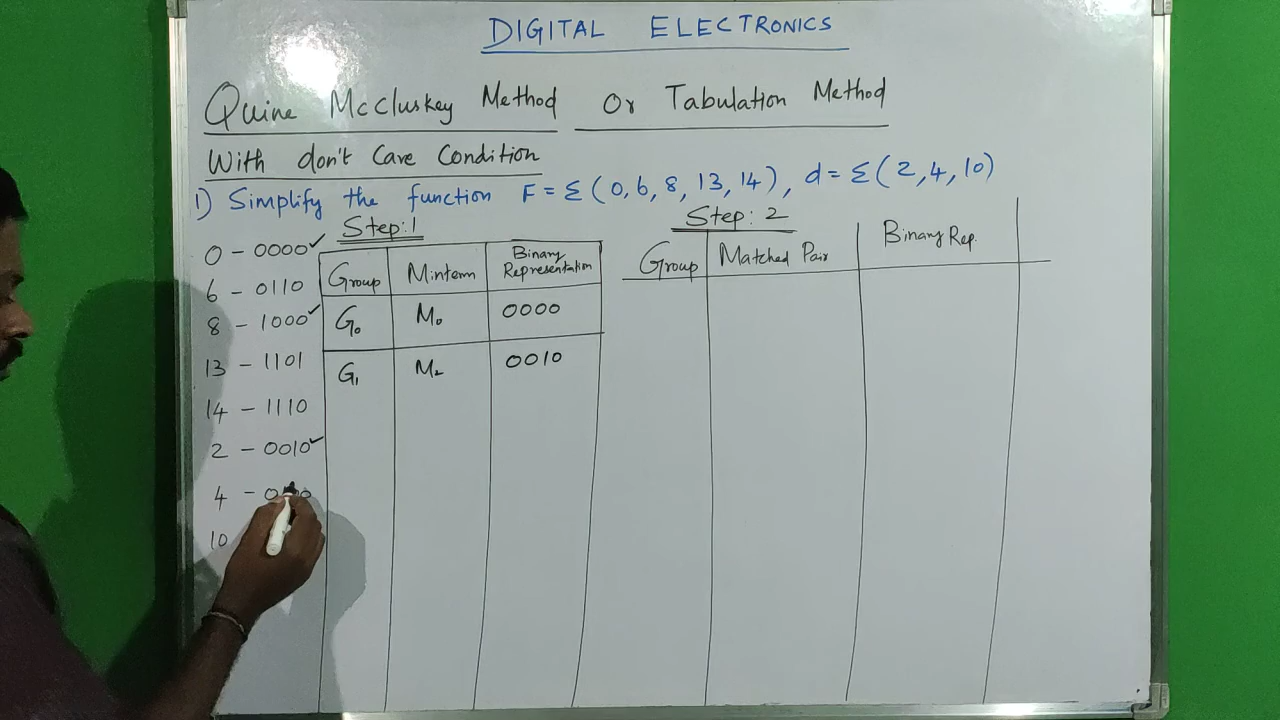 DIGITAL ELECTRONICS
Quine McCluskey Method Or Tabulation Method
With don't Care Condition
1) Simplify the function F = Σ (0, 6, 8, 13, 14), d = Σ (2, 4, 10)
Step:1
Step: 2
0 - 0000✓
6 - 0110
8 - 1000✓
13 - 1101
14 - 1110
2 - 0010✓
4 -
10
Group Minterm Binary Representation
G₀ M₀ 0000
G₁ M₂ 0010
Group Matched Pair Binary Rep.